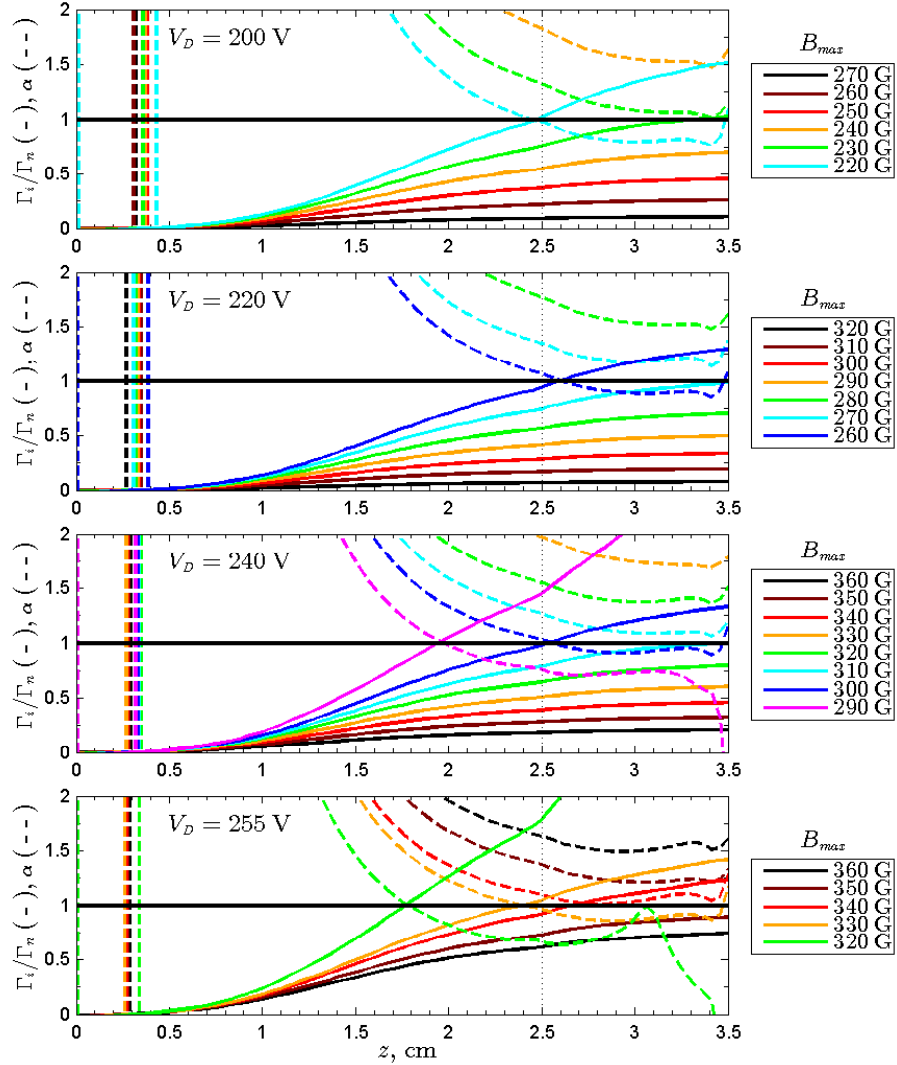 V_D = 200 V
Γ_i/Γ_n (−), α (− −)
2
1.5
1
0.5
0
0 0.5 1 1.5 2 2.5 3 3.5
B_max
270 G
260 G
250 G
240 G
230 G
220 G
V_D = 220 V
Γ_i/Γ_n (−), α (− −)
2
1.5
1
0.5
0
0 0.5 1 1.5 2 2.5 3 3.5
B_max
320 G
310 G
300 G
290 G
280 G
270 G
260 G
V_D = 240 V
Γ_i/Γ_n (−), α (− −)
2
1.5
1
0.5
0
0 0.5 1 1.5 2 2.5 3 3.5
B_max
360 G
350 G
340 G
330 G
320 G
310 G
300 G
290 G
V_D = 255 V
Γ_i/Γ_n (−), α (− −)
2
1.5
1
0.5
0
0 0.5 1 1.5 2 2.5 3 3.5
z, cm
B_max
360 G
350 G
340 G
330 G
320 G